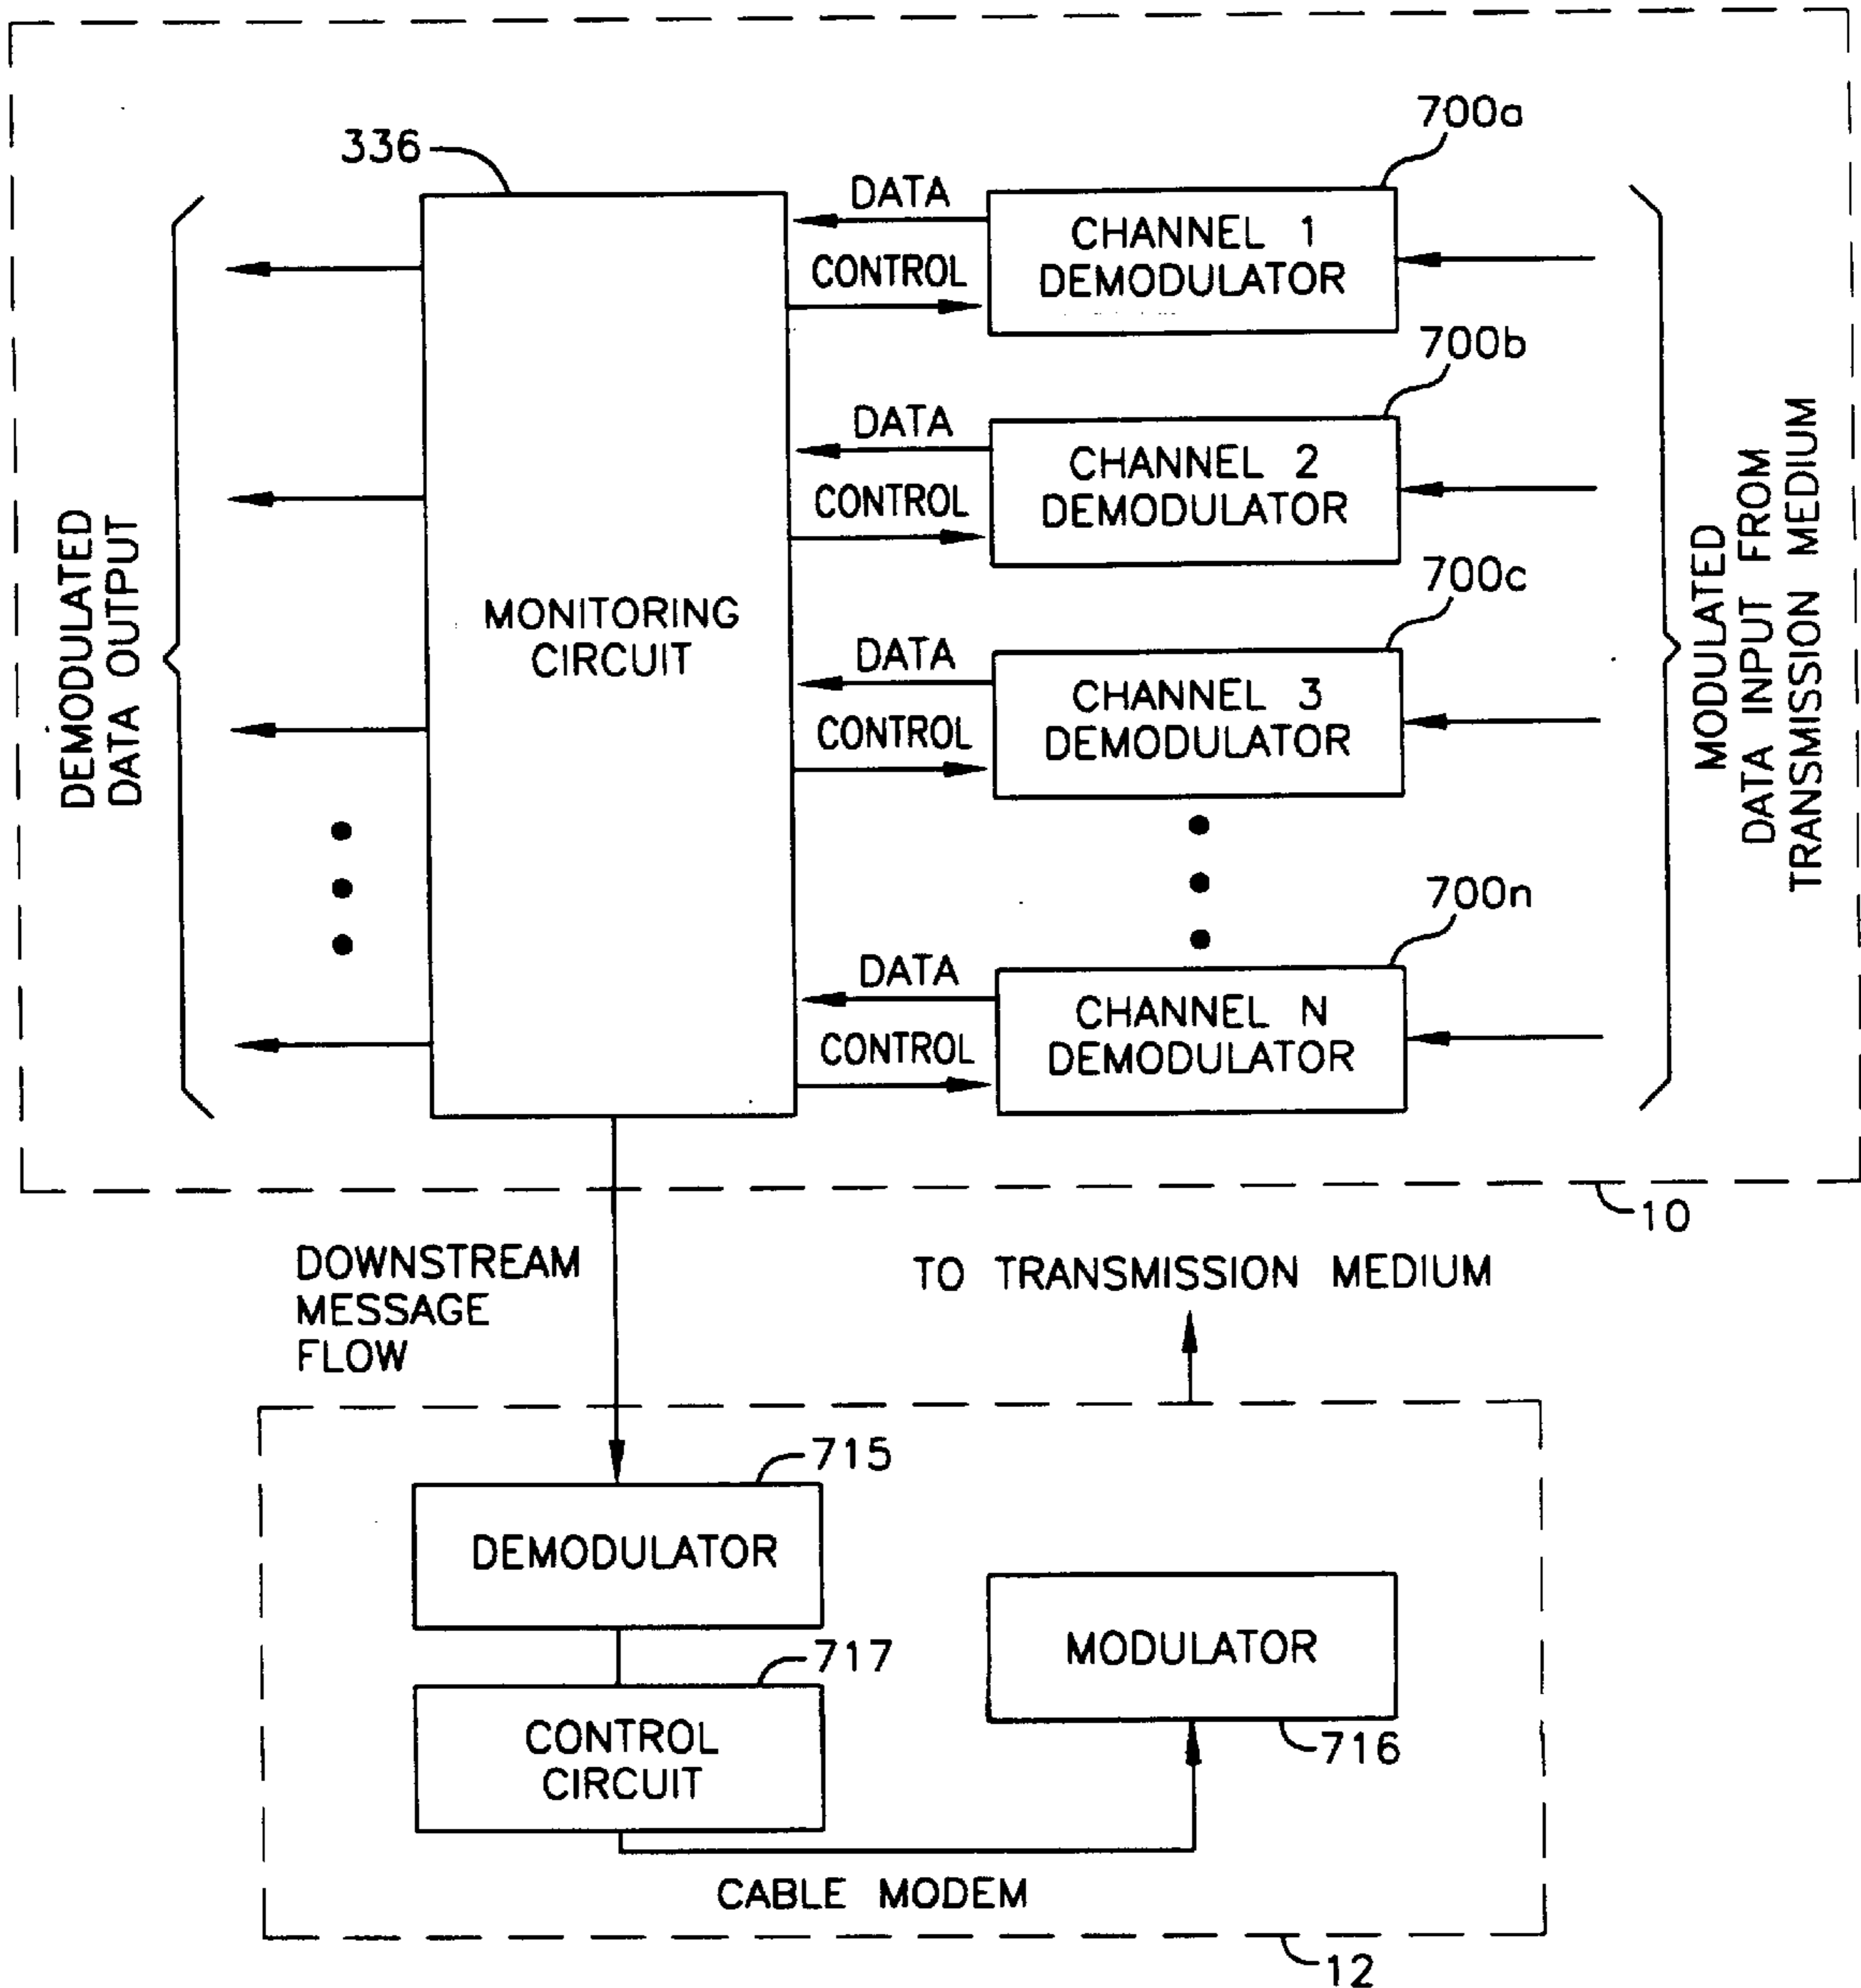 700a
336
DATA
CHANNEL 1
DEMODULATOR
CONTROL
700b
DATA
CHANNEL 2
DEMODULATOR
CONTROL
DEMODULATED
DATA OUTPUT
MONITORING
CIRCUIT
700c
DATA
CHANNEL 3
DEMODULATOR
CONTROL
MODULATED
DATA INPUT FROM
TRANSMISSION MEDIUM
700n
DATA
CHANNEL N
DEMODULATOR
CONTROL
10
DOWNSTREAM
MESSAGE
FLOW
TO TRANSMISSION MEDIUM
715
DEMODULATOR
717
CONTROL
CIRCUIT
MODULATOR
716
CABLE MODEM
12